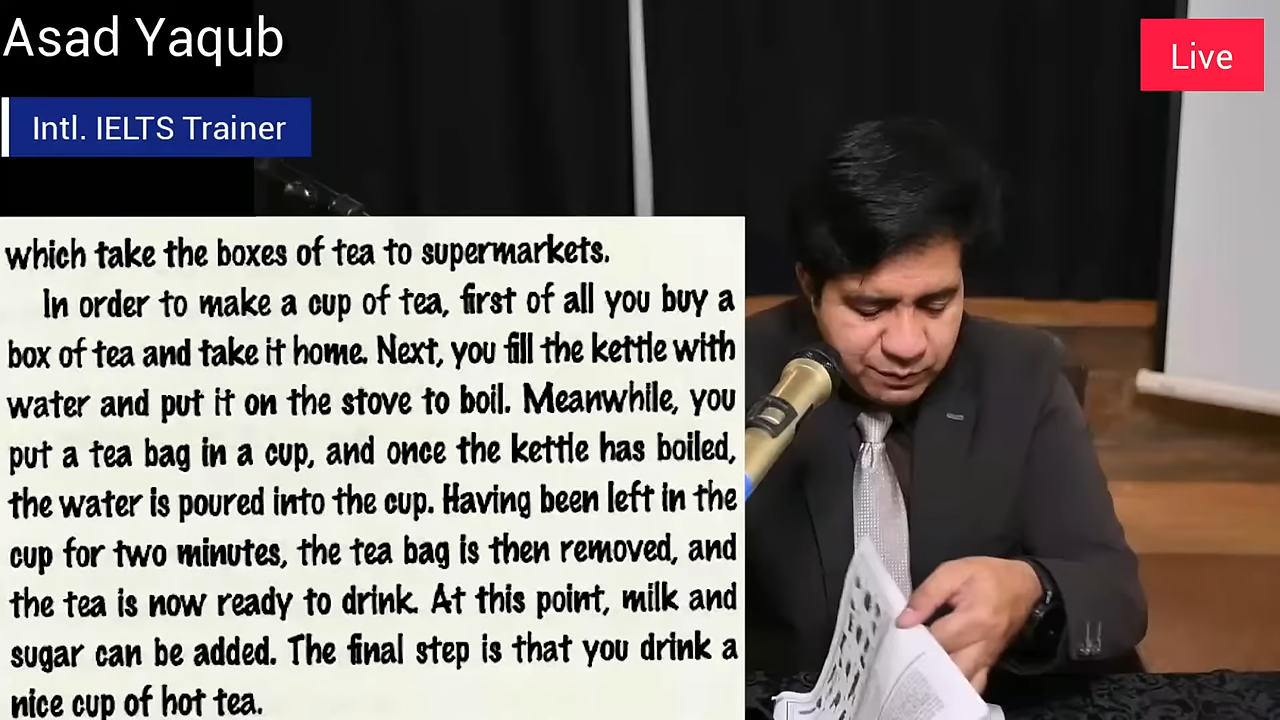 Asad Yaqub
Live
Intl. IELTS Trainer
which take the boxes of tea to supermarkets.
In order to make a cup of tea, first of all you buy a
box of tea and take it home. Next, you fill the kettle with
water and put it on the stove to boil. Meanwhile, you
put a tea bag in a cup, and once the kettle has boiled,
the water is poured into the cup. Having been left in the
cup for two minutes, the tea bag is then removed, and
the tea is now ready to drink. At this point, milk and
sugar can be added. The final step is that you drink a
nice cup of hot tea.